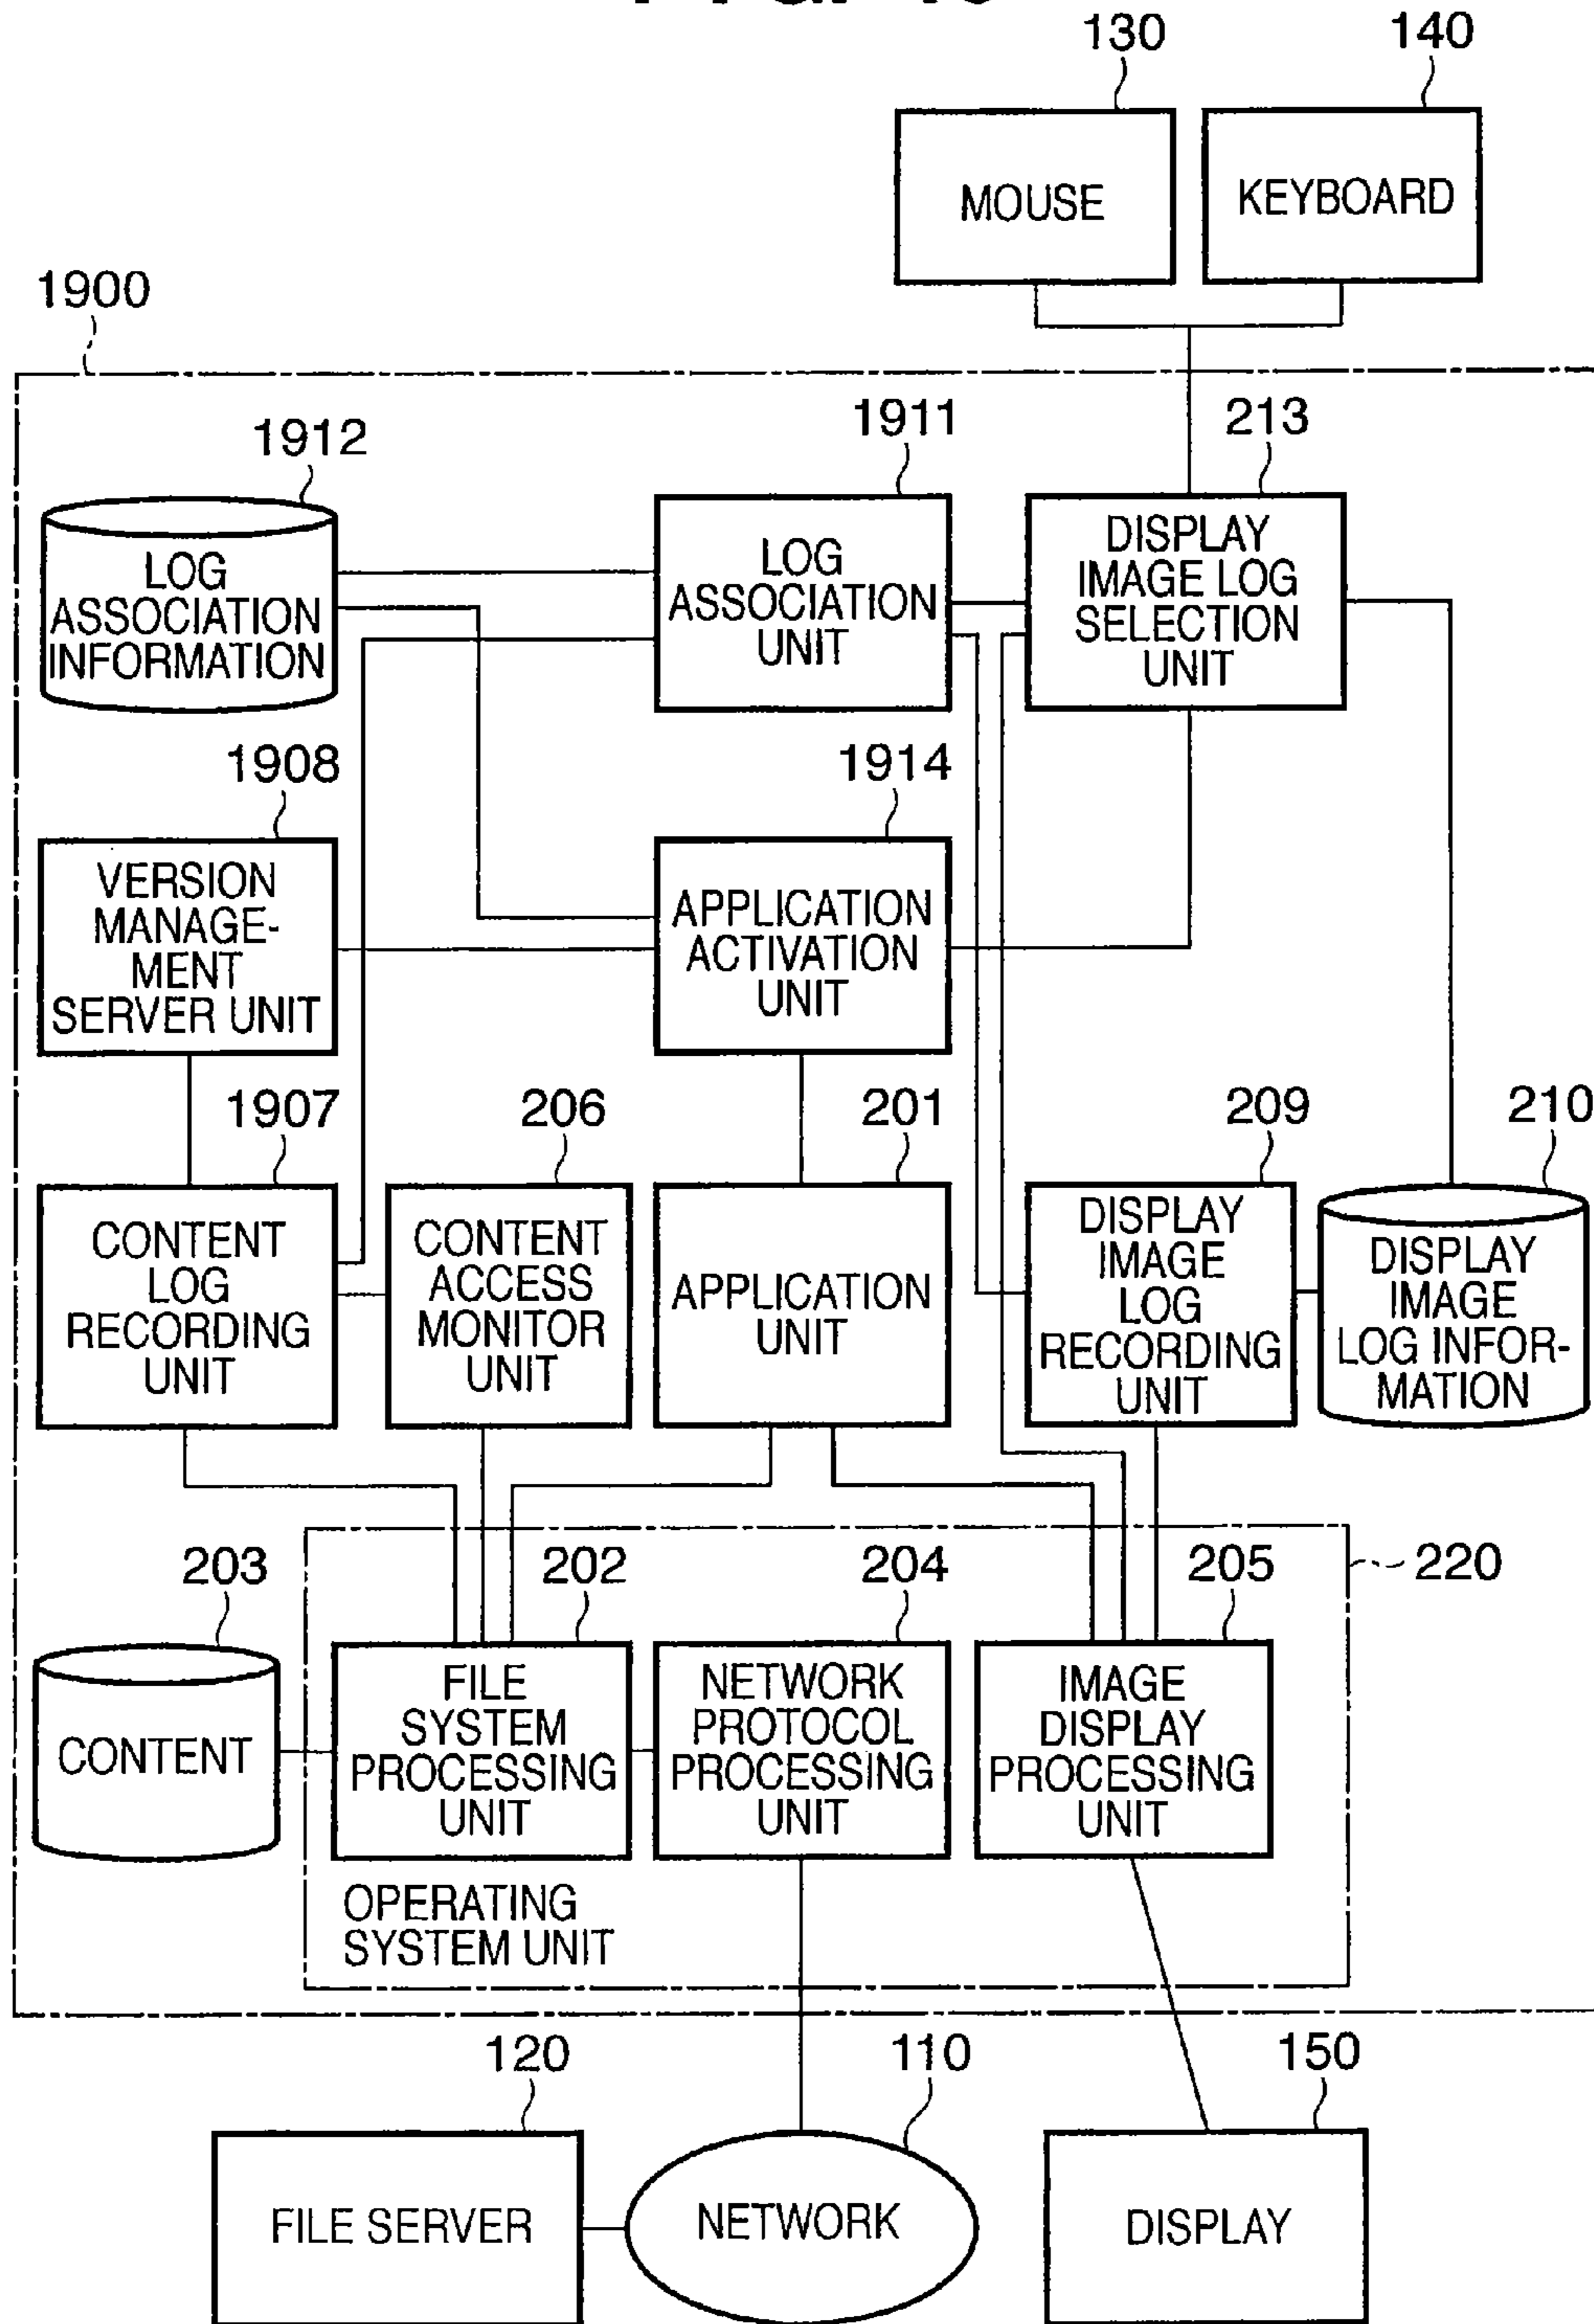 130
140
MOUSE
KEYBOARD
1900
1912
1911
213
LOG
ASSOCIATION
INFORMATION
LOG
ASSOCIATION
UNIT
DISPLAY
IMAGE LOG
SELECTION
UNIT
1908
1914
VERSION
MANAGE-
MENT
SERVER UNIT
APPLICATION
ACTIVATION
UNIT
1907
206
201
209
210
CONTENT
LOG
RECORDING
UNIT
CONTENT
ACCESS
MONITOR
UNIT
APPLICATION
UNIT
DISPLAY
IMAGE
LOG
RECORDING
UNIT
DISPLAY
IMAGE
LOG INFOR-
MATION
203
202
204
205
220
CONTENT
FILE
SYSTEM
PROCESSING
UNIT
NETWORK
PROTOCOL
PROCESSING
UNIT
IMAGE
DISPLAY
PROCESSING
UNIT
OPERATING
SYSTEM UNIT
120
110
150
FILE SERVER
NETWORK
DISPLAY